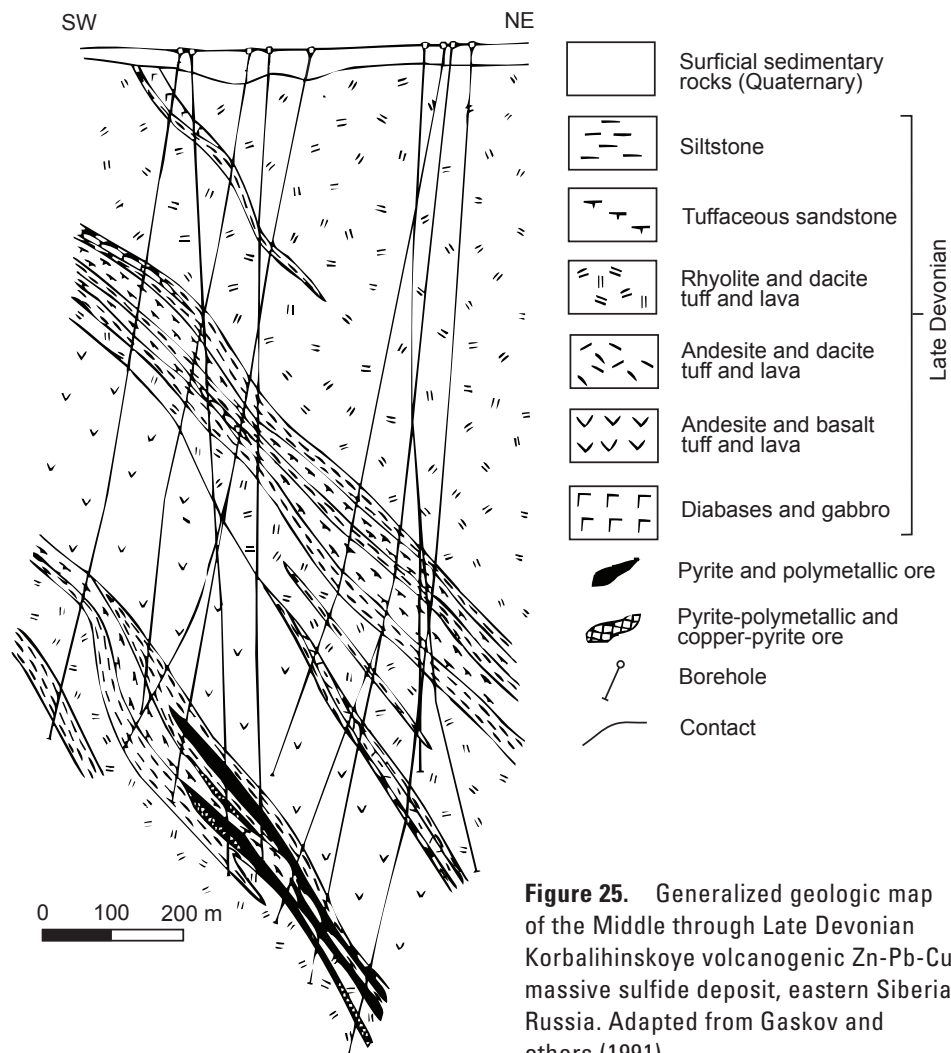 SW
NE
Surficial sedimentary
rocks (Quaternary)
Siltstone
Tuffaceous sandstone
Rhyolite and dacite
tuff and lava
Andesite and dacite
tuff and lava
Andesite and basalt
tuff and lava
Diabases and gabbro
Late Devonian
Pyrite and polymetallic ore
Pyrite-polymetallic and
copper-pyrite ore
Borehole
Contact
0 100 200 m
Figure 25. Generalized geologic map
of the Middle through Late Devonian
Korbalihinskoye volcanogenic Zn-Pb-Cu
massive sulfide deposit, eastern Siberia
Russia. Adapted from Gaskov and
others (1991)